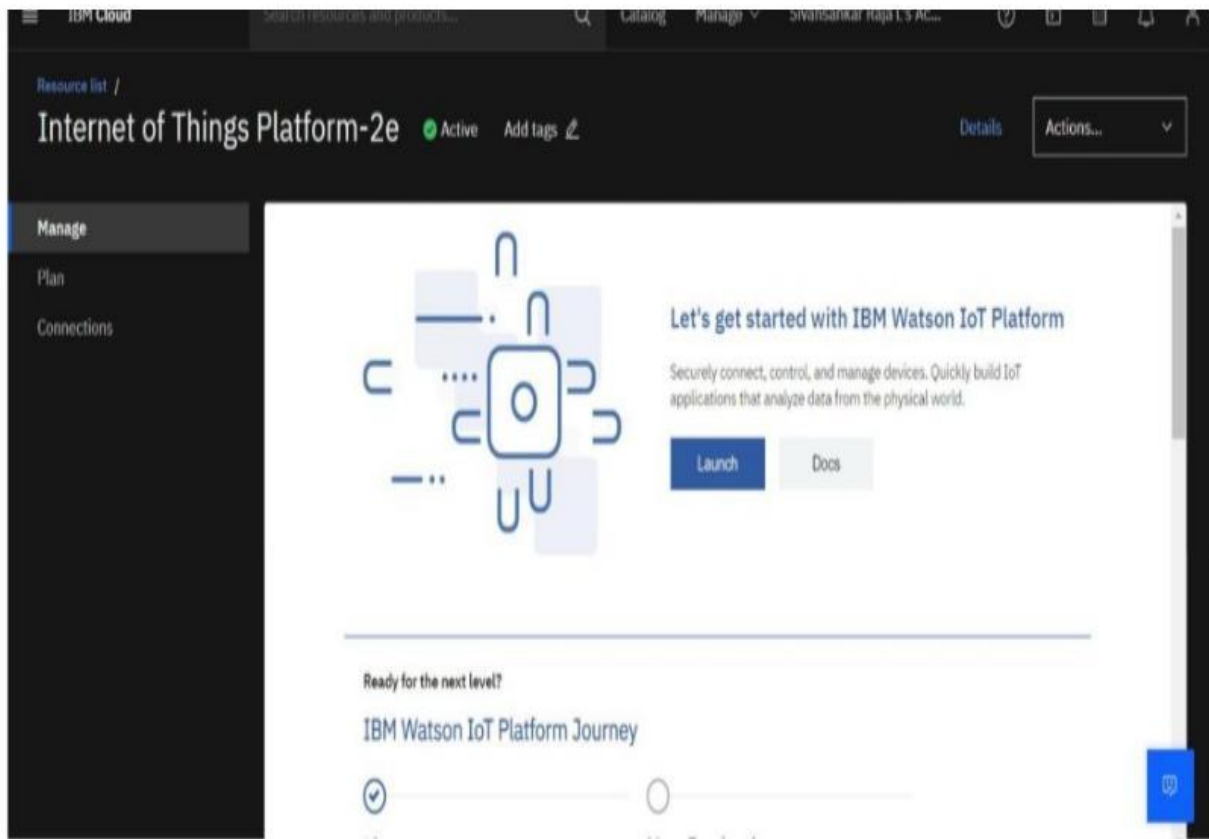 IBM Cloud
Search resources and products...
Catalog
Manage
Resource list /
Internet of Things Platform-2e
Active
Add tags
Details
Actions...
Manage
Plan
Connections
Let's get started with IBM Watson IoT Platform
Securely connect, control, and manage devices. Quickly build IoT
applications that analyze data from the physical world.
Launch
Docs
Ready for the next level?
IBM Watson IoT Platform Journey